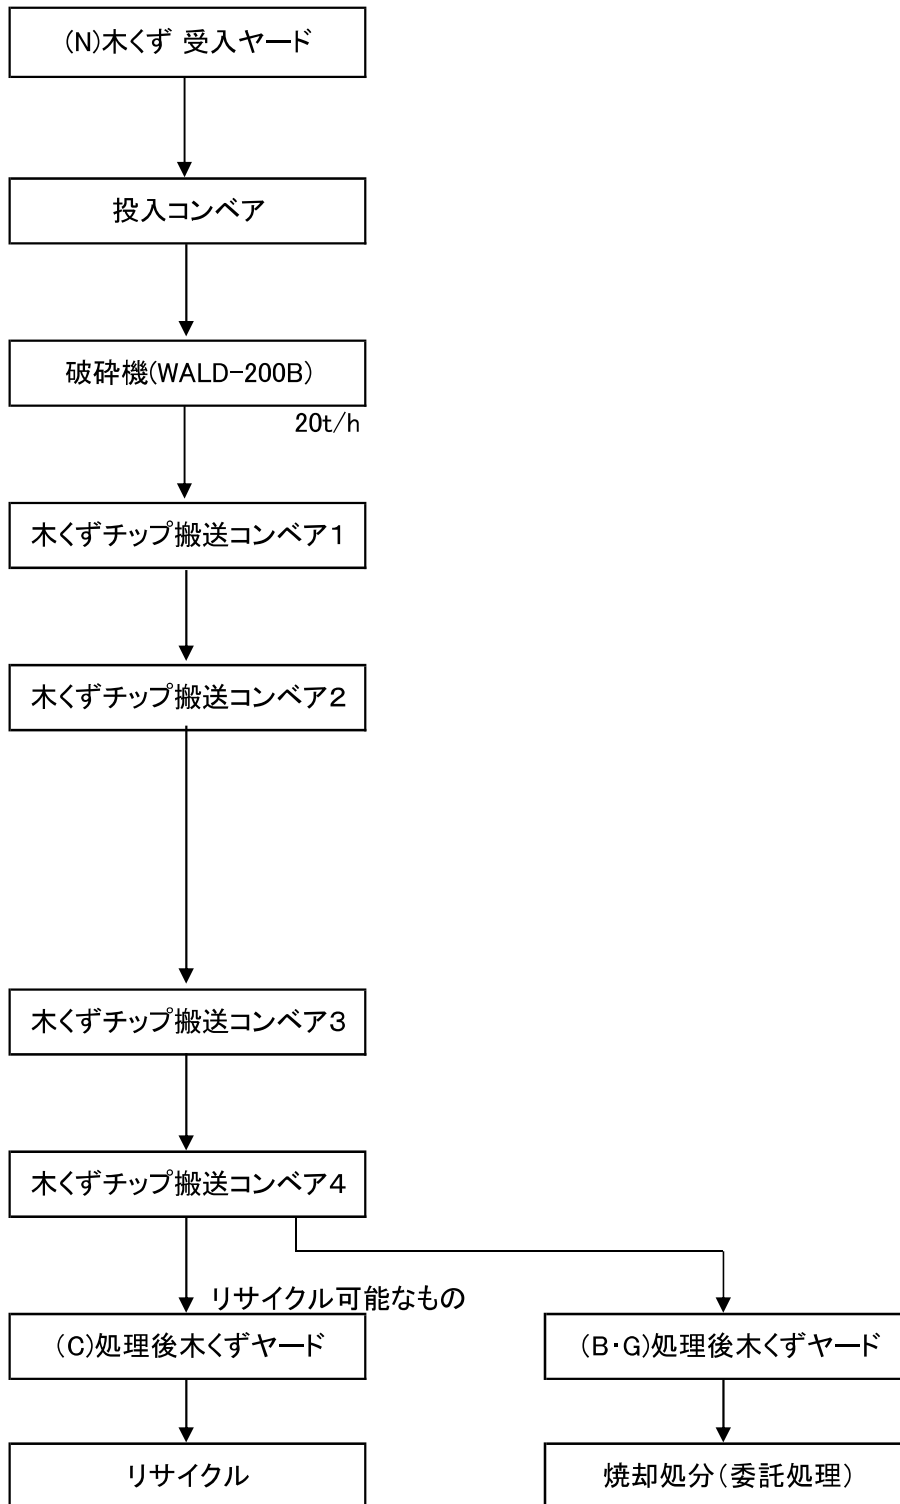 (N)木くず 受入ヤード
投入コンベア
破砕機(WALD-200B)
20t/h
木くずチップ搬送コンベア1
木くずチップ搬送コンベア2
木くずチップ搬送コンベア3
木くずチップ搬送コンベア4
リサイクル可能なもの
(C)処理後木くずヤード
(B・G)処理後木くずヤード
リサイクル
焼却処分(委託処理)